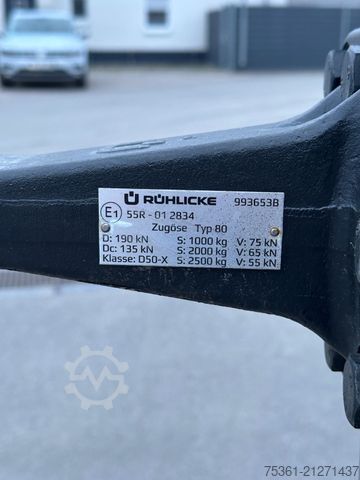 RÜHLICKE 993653B
E1 55R - 01 2834
Zugöse Typ 80
D: 190 kN S: 1000 kg V: 75 kN
Dc: 135 kN S: 2000 kg V: 65 kN
Klasse: D50-X S: 2500 kg V: 55 kN
75361-21271437